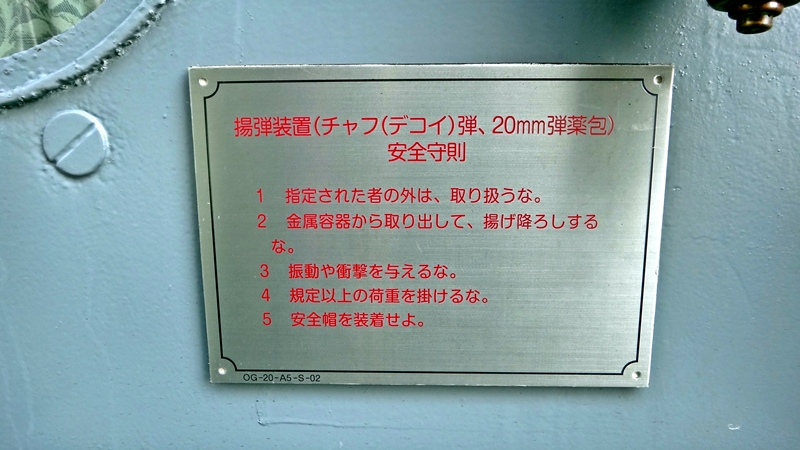 揚弾装置(チャフ(デコイ)弾、20mm弾薬包)
安全守則
1 指定された者の外は、取り扱うな。
2 金属容器から取り出して、揚げ降ろしする
な。
3 振動や衝撃を与えるな。
4 規定以上の荷重を掛けるな。
5 安全帽を装着せよ。
OG-20-A5-S-02